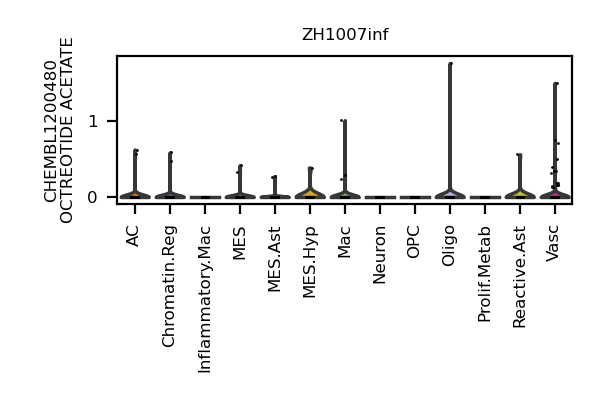 ZH1007inf
CHEMBL1200480
OCTREOTIDE ACETATE
1
0
AC
Chromatin.Reg
Inflammatory.Mac
MES
MES.Ast
MES.Hyp
Mac
Neuron
OPC
Oligo
Prolif.Metab
Reactive.Ast
Vasc